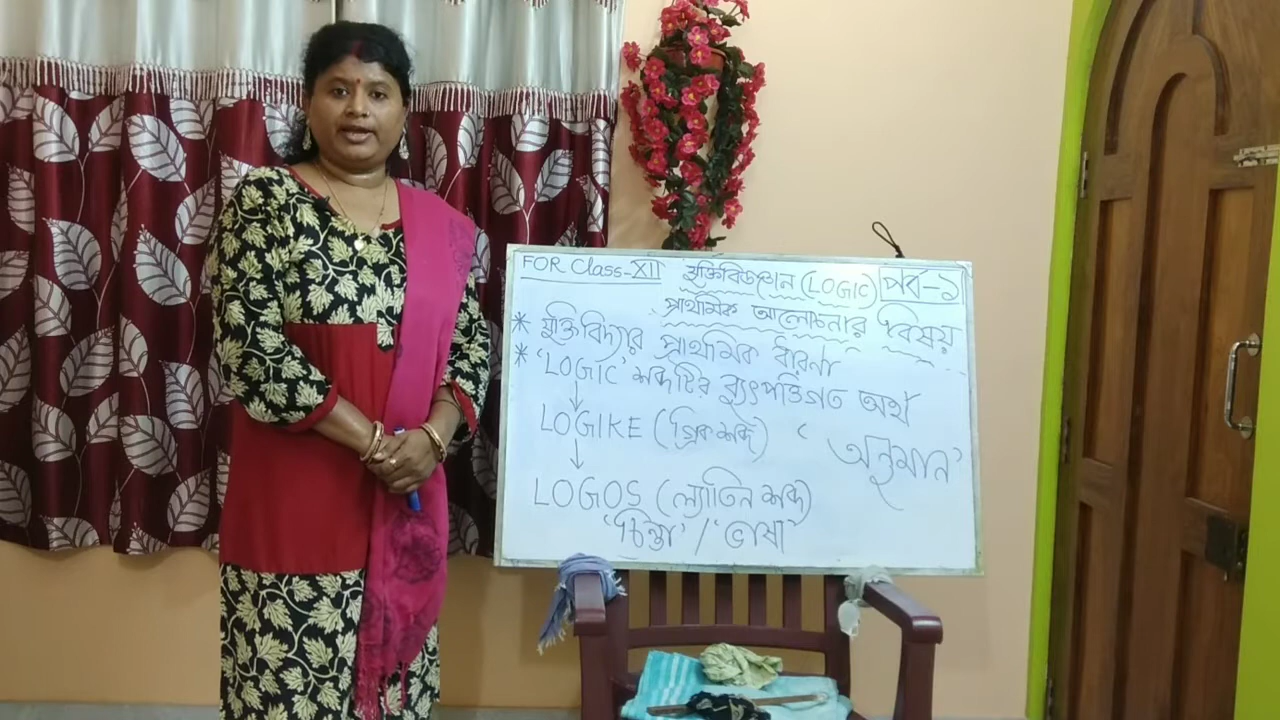 FOR Class-XII যুক্তিবিজ্ঞান (LOGIC) পর্ব-১
প্রাথমিক আলোচনার বিষয়
* যুক্তিবিদ্যার প্রাথমিক ধারনা
* 'LOGIC' শব্দটির ব্যুৎপত্তিগত অর্থ
↓
LOGIKE (গ্রিক শব্দ) ‘অনুমান’
↓
LOGOS (ল্যাতিন শব্দ)
'চিন্তা' / 'ভাষা'